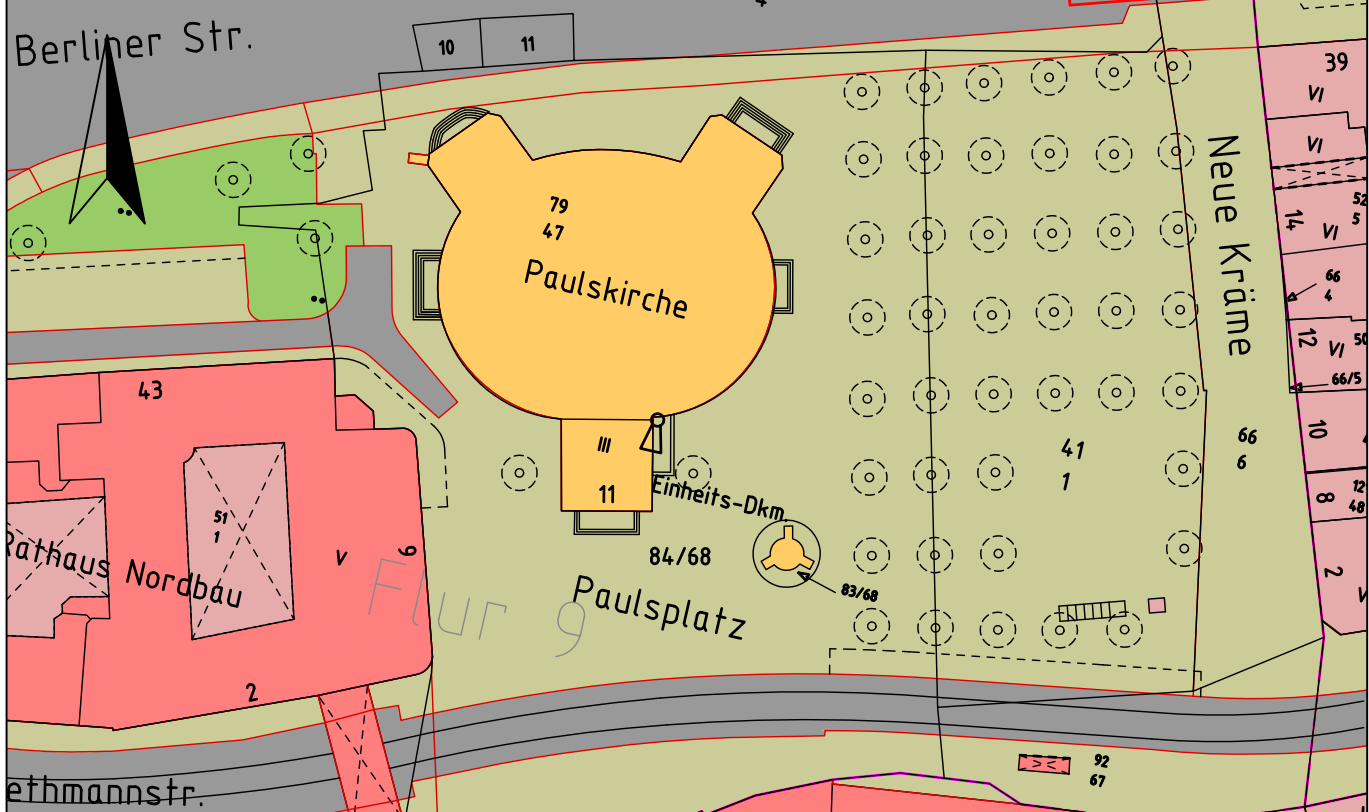 Berliner Str.
10
11
39
VI
VI
79
47
Neue Kräme
14
VI
52
5
Paulskirche
66
4
12
VI
50
66/5
43
III
11
41
1
66
6
10
Einheits-Dkm.
8
12
48
51
1
V
6
Rathaus Nordbau
84/68
83/68
Flur 9
Paulsplatz
2
2
V
92
67
ethmannstr.